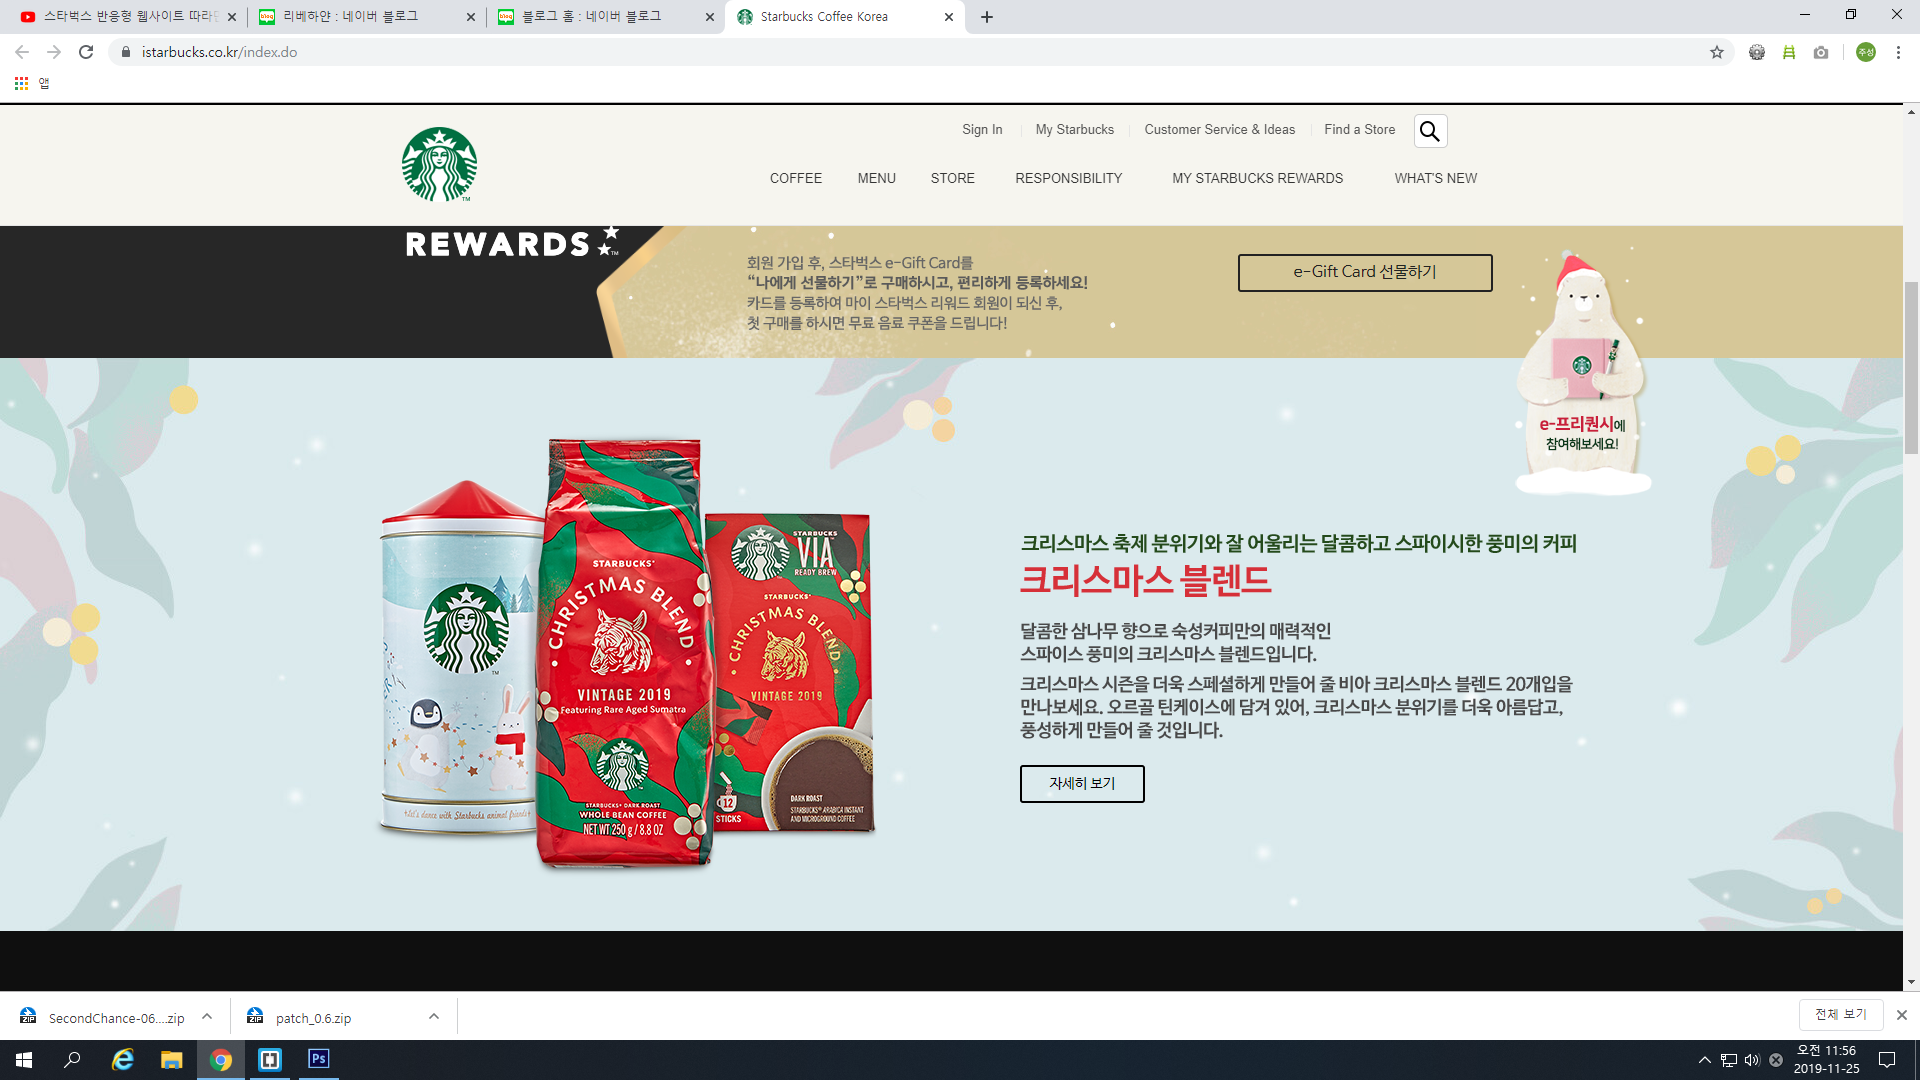 스타벅스 반응형 웹사이트 따라
리베하얀 : 네이버 블로그
블로그 홈 : 네이버 블로그
Starbucks Coffee Korea
istarbucks.co.kr/index.do
주성
앱
Sign In
My Starbucks
Customer Service & Ideas
Find a Store
COFFEE
MENU
STORE
RESPONSIBILITY
MY STARBUCKS REWARDS
WHAT'S NEW
REWARDS TM
회원 가입 후, 스타벅스 e-Gift Card를
“나에게 선물하기”로 구매하시고, 편리하게 등록하세요!
카드를 등록하여 마이 스타벅스 리워드 회원이 되신 후,
첫 구매를 하시면 무료 음료 쿠폰을 드립니다!
e-Gift Card 선물하기
e-프리퀀시에
참여해보세요!
크리스마스 축제 분위기와 잘 어울리는 달콤하고 스파이시한 풍미의 커피
크리스마스 블렌드
달콤한 삼나무 향으로 숙성커피만의 매력적인
스파이스 풍미의 크리스마스 블렌드입니다.
크리스마스 시즌을 더욱 스페셜하게 만들어 줄 비아 크리스마스 블렌드 20개입을
만나보세요. 오르골 틴케이스에 담겨 있어, 크리스마스 분위기를 더욱 아름답고,
풍성하게 만들어 줄 것입니다.
자세히 보기
Let's dance with Starbucks animal friends
STARBUCKS®
CHRISTMAS BLEND
VINTAGE 2019
Featuring Rare Aged Sumatra
STARBUCKS® DARK ROAST
WHOLE BEAN COFFEE
NET WT 250 g / 8.8 OZ
STARBUCKS
VIA
READY BREW
STARBUCKS®
CHRISTMAS BLEND
VINTAGE 2019
12
STICKS
DARK ROAST
STARBUCKS® ARABICA INSTANT
AND MICROGROUND COFFEE
SecondChance-06....zip
patch_0.6.zip
전체 보기
오전 11:56
2019-11-25